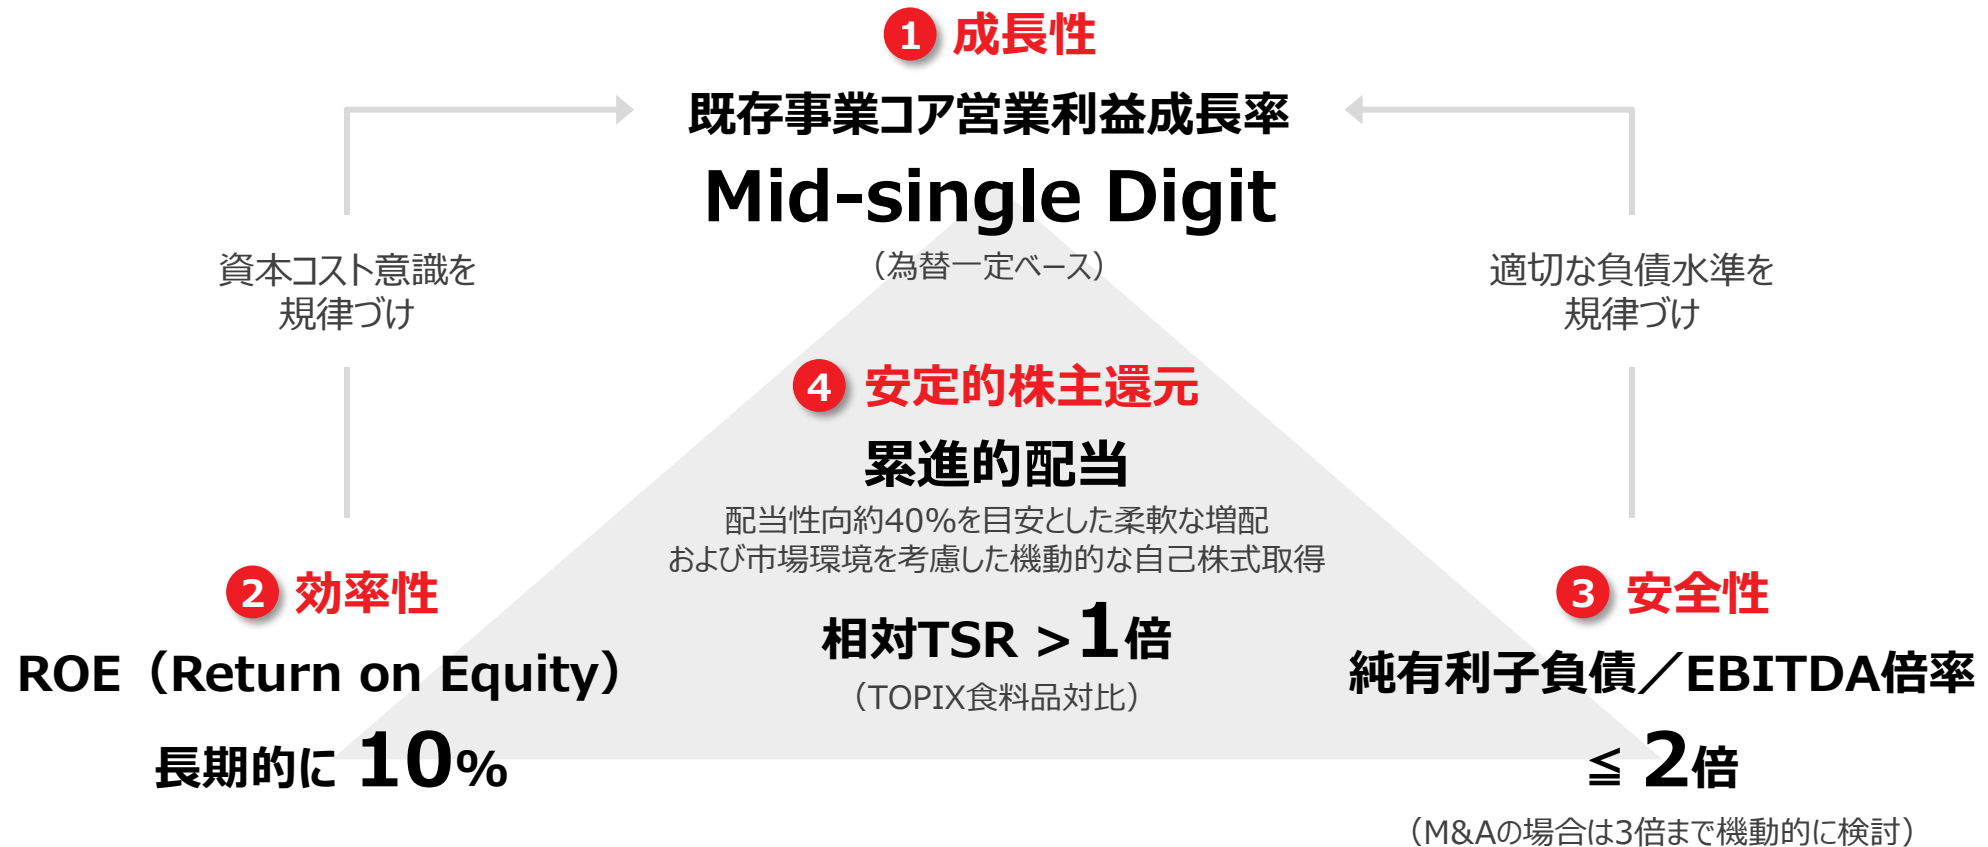 1 成長性
既存事業コア営業利益成長率
Mid-single Digit
（為替一定ベース）
資本コスト意識を
規律づけ
適切な負債水準を
規律づけ
4 安定的株主還元
累進的配当
配当性向約40%を目安とした柔軟な増配
および市場環境を考慮した機動的な自己株式取得
相対TSR >1倍
（TOPIX食料品対比）
2 効率性
ROE（Return on Equity）
長期的に 10%
3 安全性
純有利子負債／EBITDA倍率
≦ 2倍
（M&Aの場合は3倍まで機動的に検討）